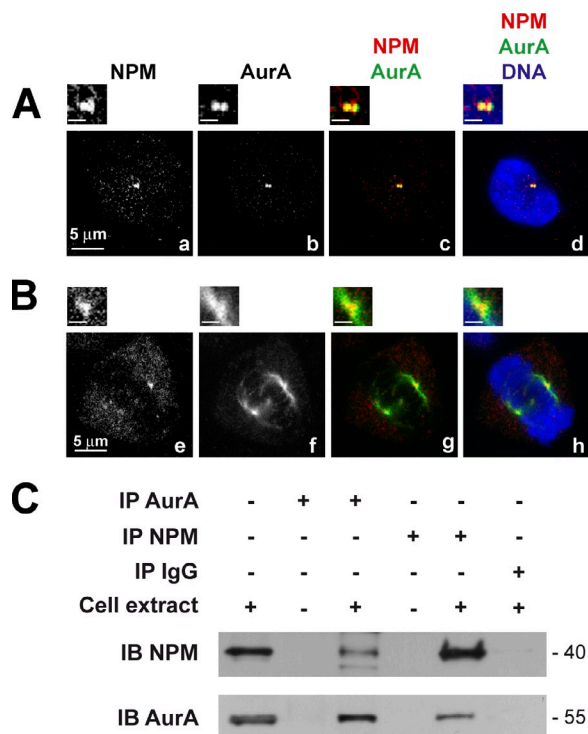 NPM
AurA
NPM
AurA
NPM
AurA
DNA
A
5 μm
a
b
c
d
B
5 μm
e
f
g
h
C
IP AurA - + + - - -
IP NPM - - - + + -
IP IgG - - - - - +
Cell extract + - + - + +
IB NPM - 40
IB AurA - 55